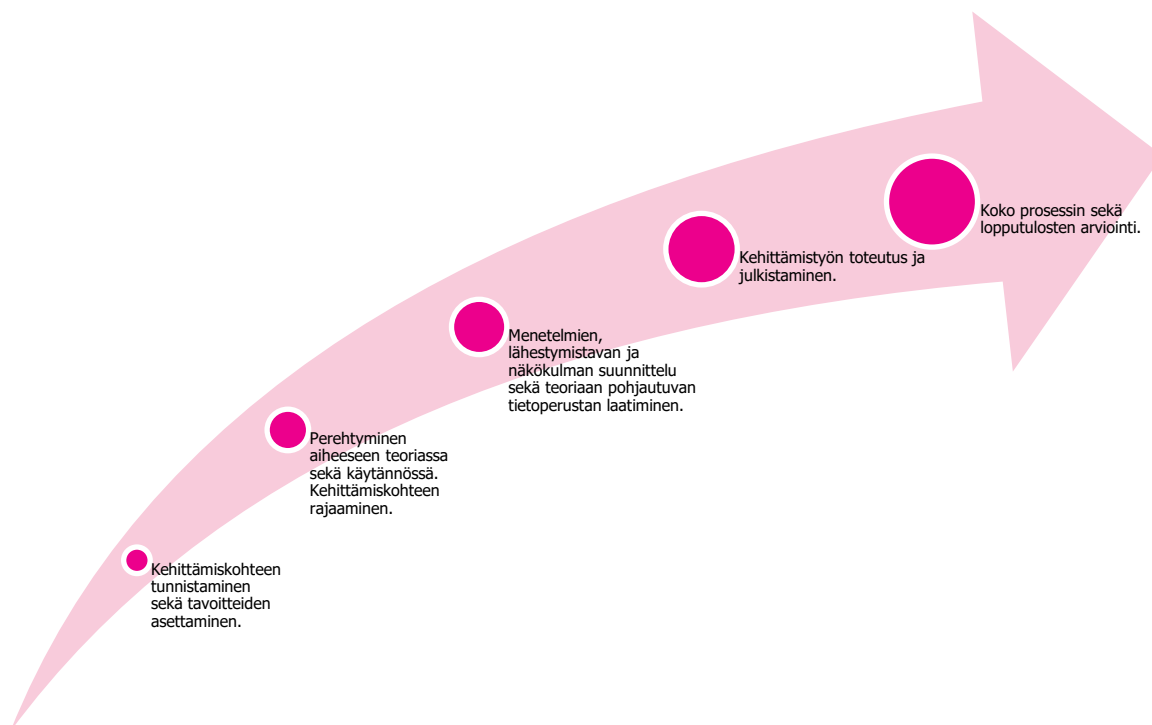 Kehittämiskohteen
tunnistaminen
sekä tavoitteiden
asettaminen.
Perehtyminen
aiheeseen teoriassa
sekä käytännössä.
Kehittämiskohteen
rajaaminen.
Menetelmien,
lähestymistavan ja
näkökulman suunnittelu
sekä teoriaan pohjautuvan
tietoperustan laatiminen.
Kehittämistyön toteutus ja
julkistaminen.
Koko prosessin sekä
lopputulosten arviointi.